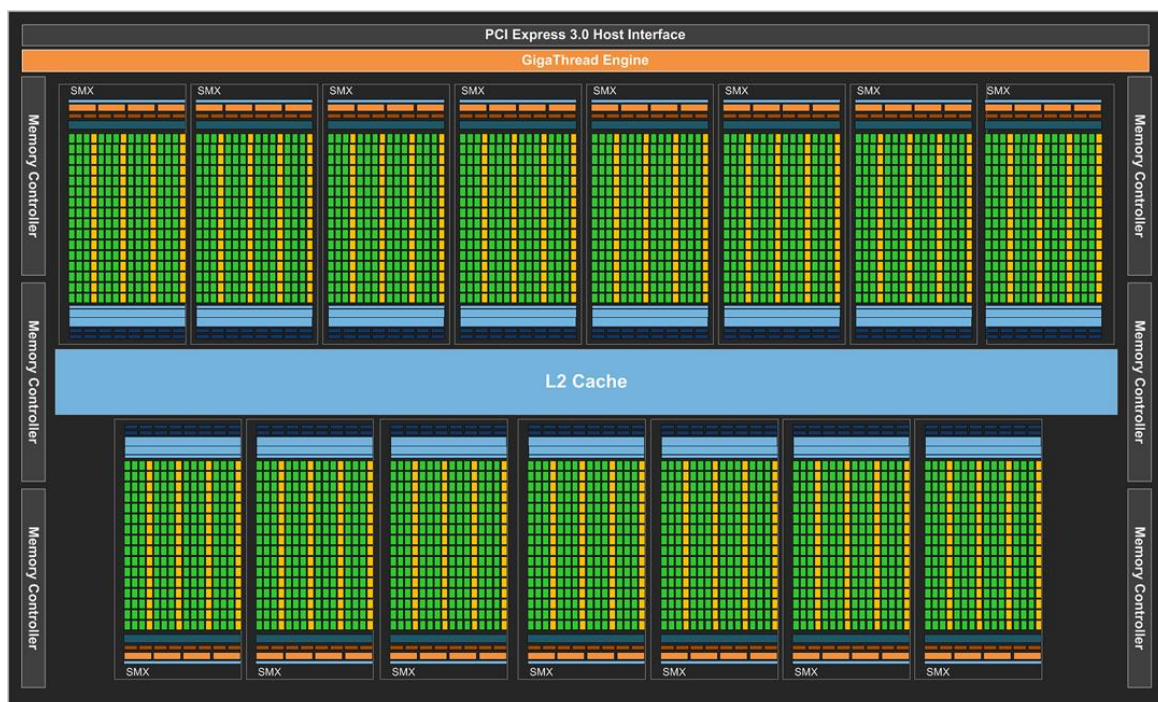 PCI Express 3.0 Host Interface
GigaThread Engine
SMX
SMX
SMX
SMX
SMX
SMX
SMX
SMX
Memory Controller
Memory Controller
Memory Controller
Memory Controller
Memory Controller
Memory Controller
L2 Cache
SMX
SMX
SMX
SMX
SMX
SMX
SMX